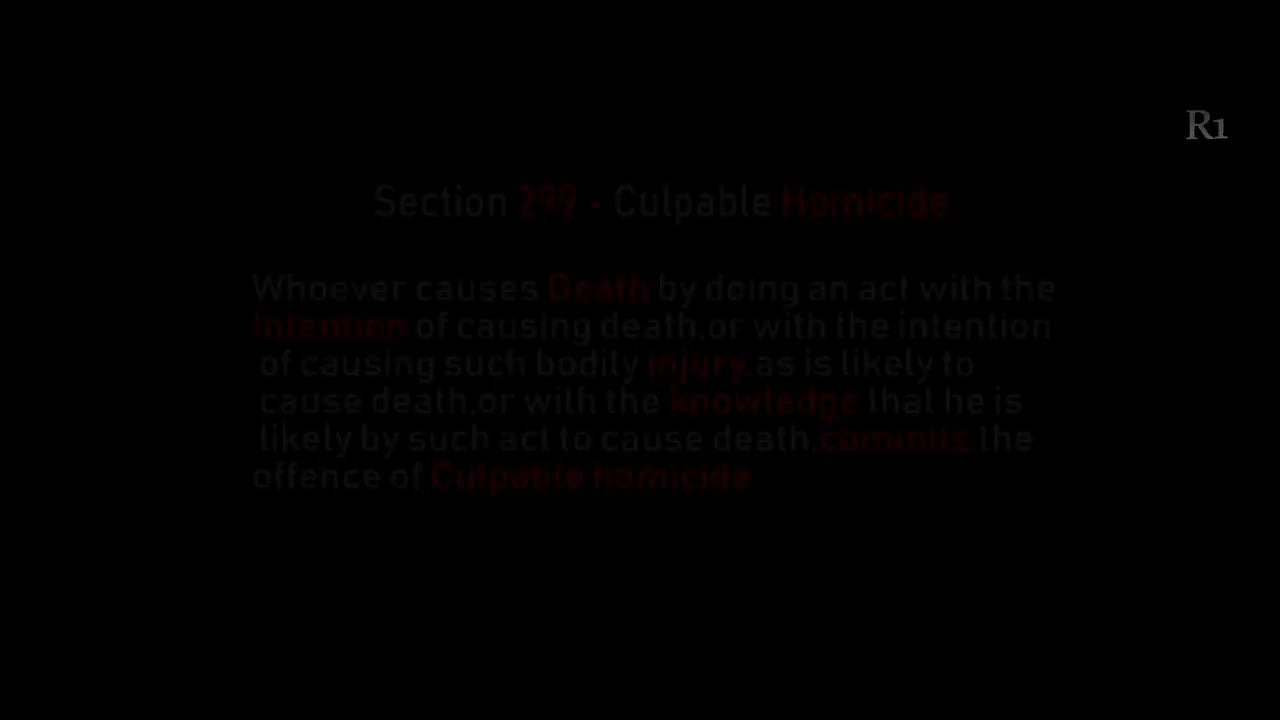 R1
Section 299 - Culpable Homicide
Whoever causes Death by doing an act with the
intention of causing death,or with the intention
of causing such bodily injury as is likely to
cause death,or with the knowledge that he is
likely by such act to cause death,commits the
offence of Culpable homicide